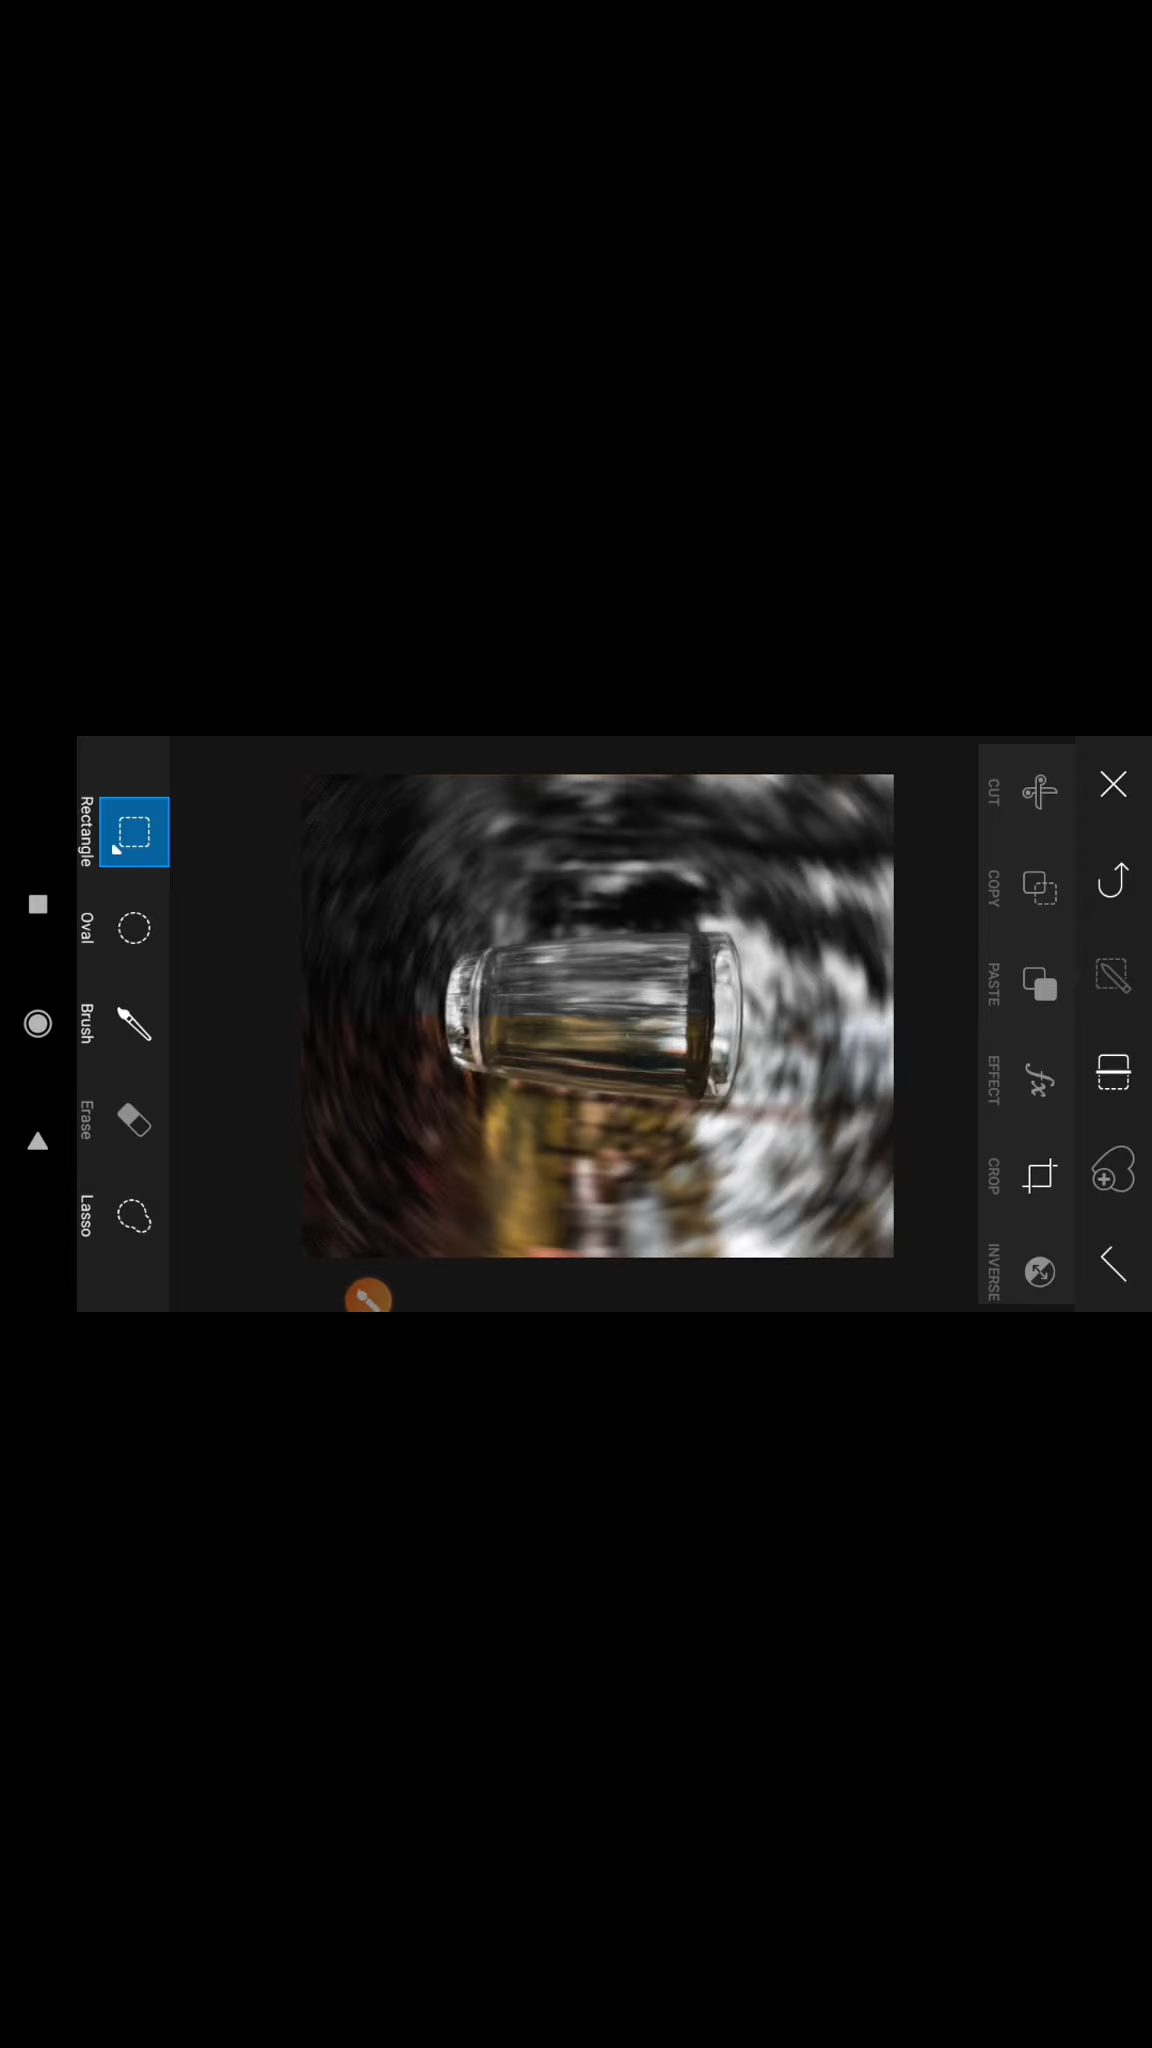 CUT
COPY
PASTE
EFFECT
CROP
INVERSE
Rectangle
Oval
Brush
Erase
Lasso